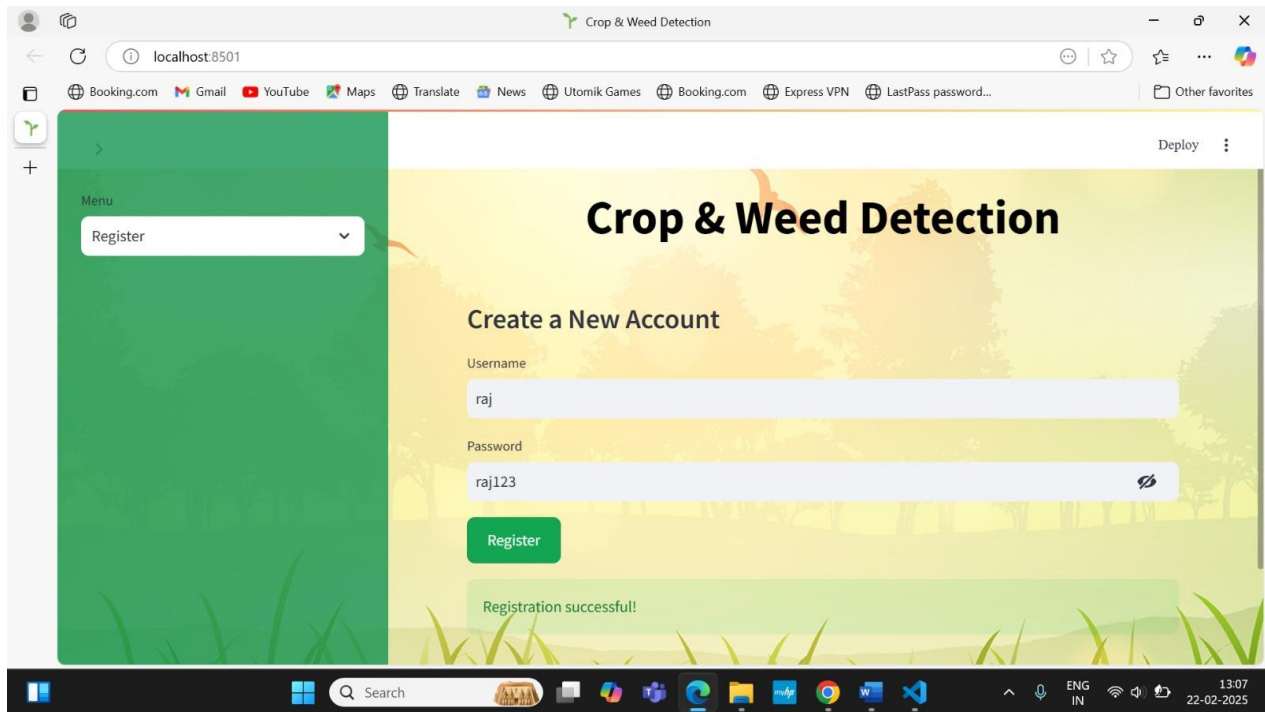 Crop & Weed Detection
localhost:8501
Booking.com Gmail YouTube Maps Translate News Utomik Games Booking.com Express VPN LastPass password... Other favorites
Deploy
Menu
Register
Crop & Weed Detection
Create a New Account
Username
raj
Password
raj123
Register
Registration successful!
Search
myhp
ENG
IN
13:07
22-02-2025